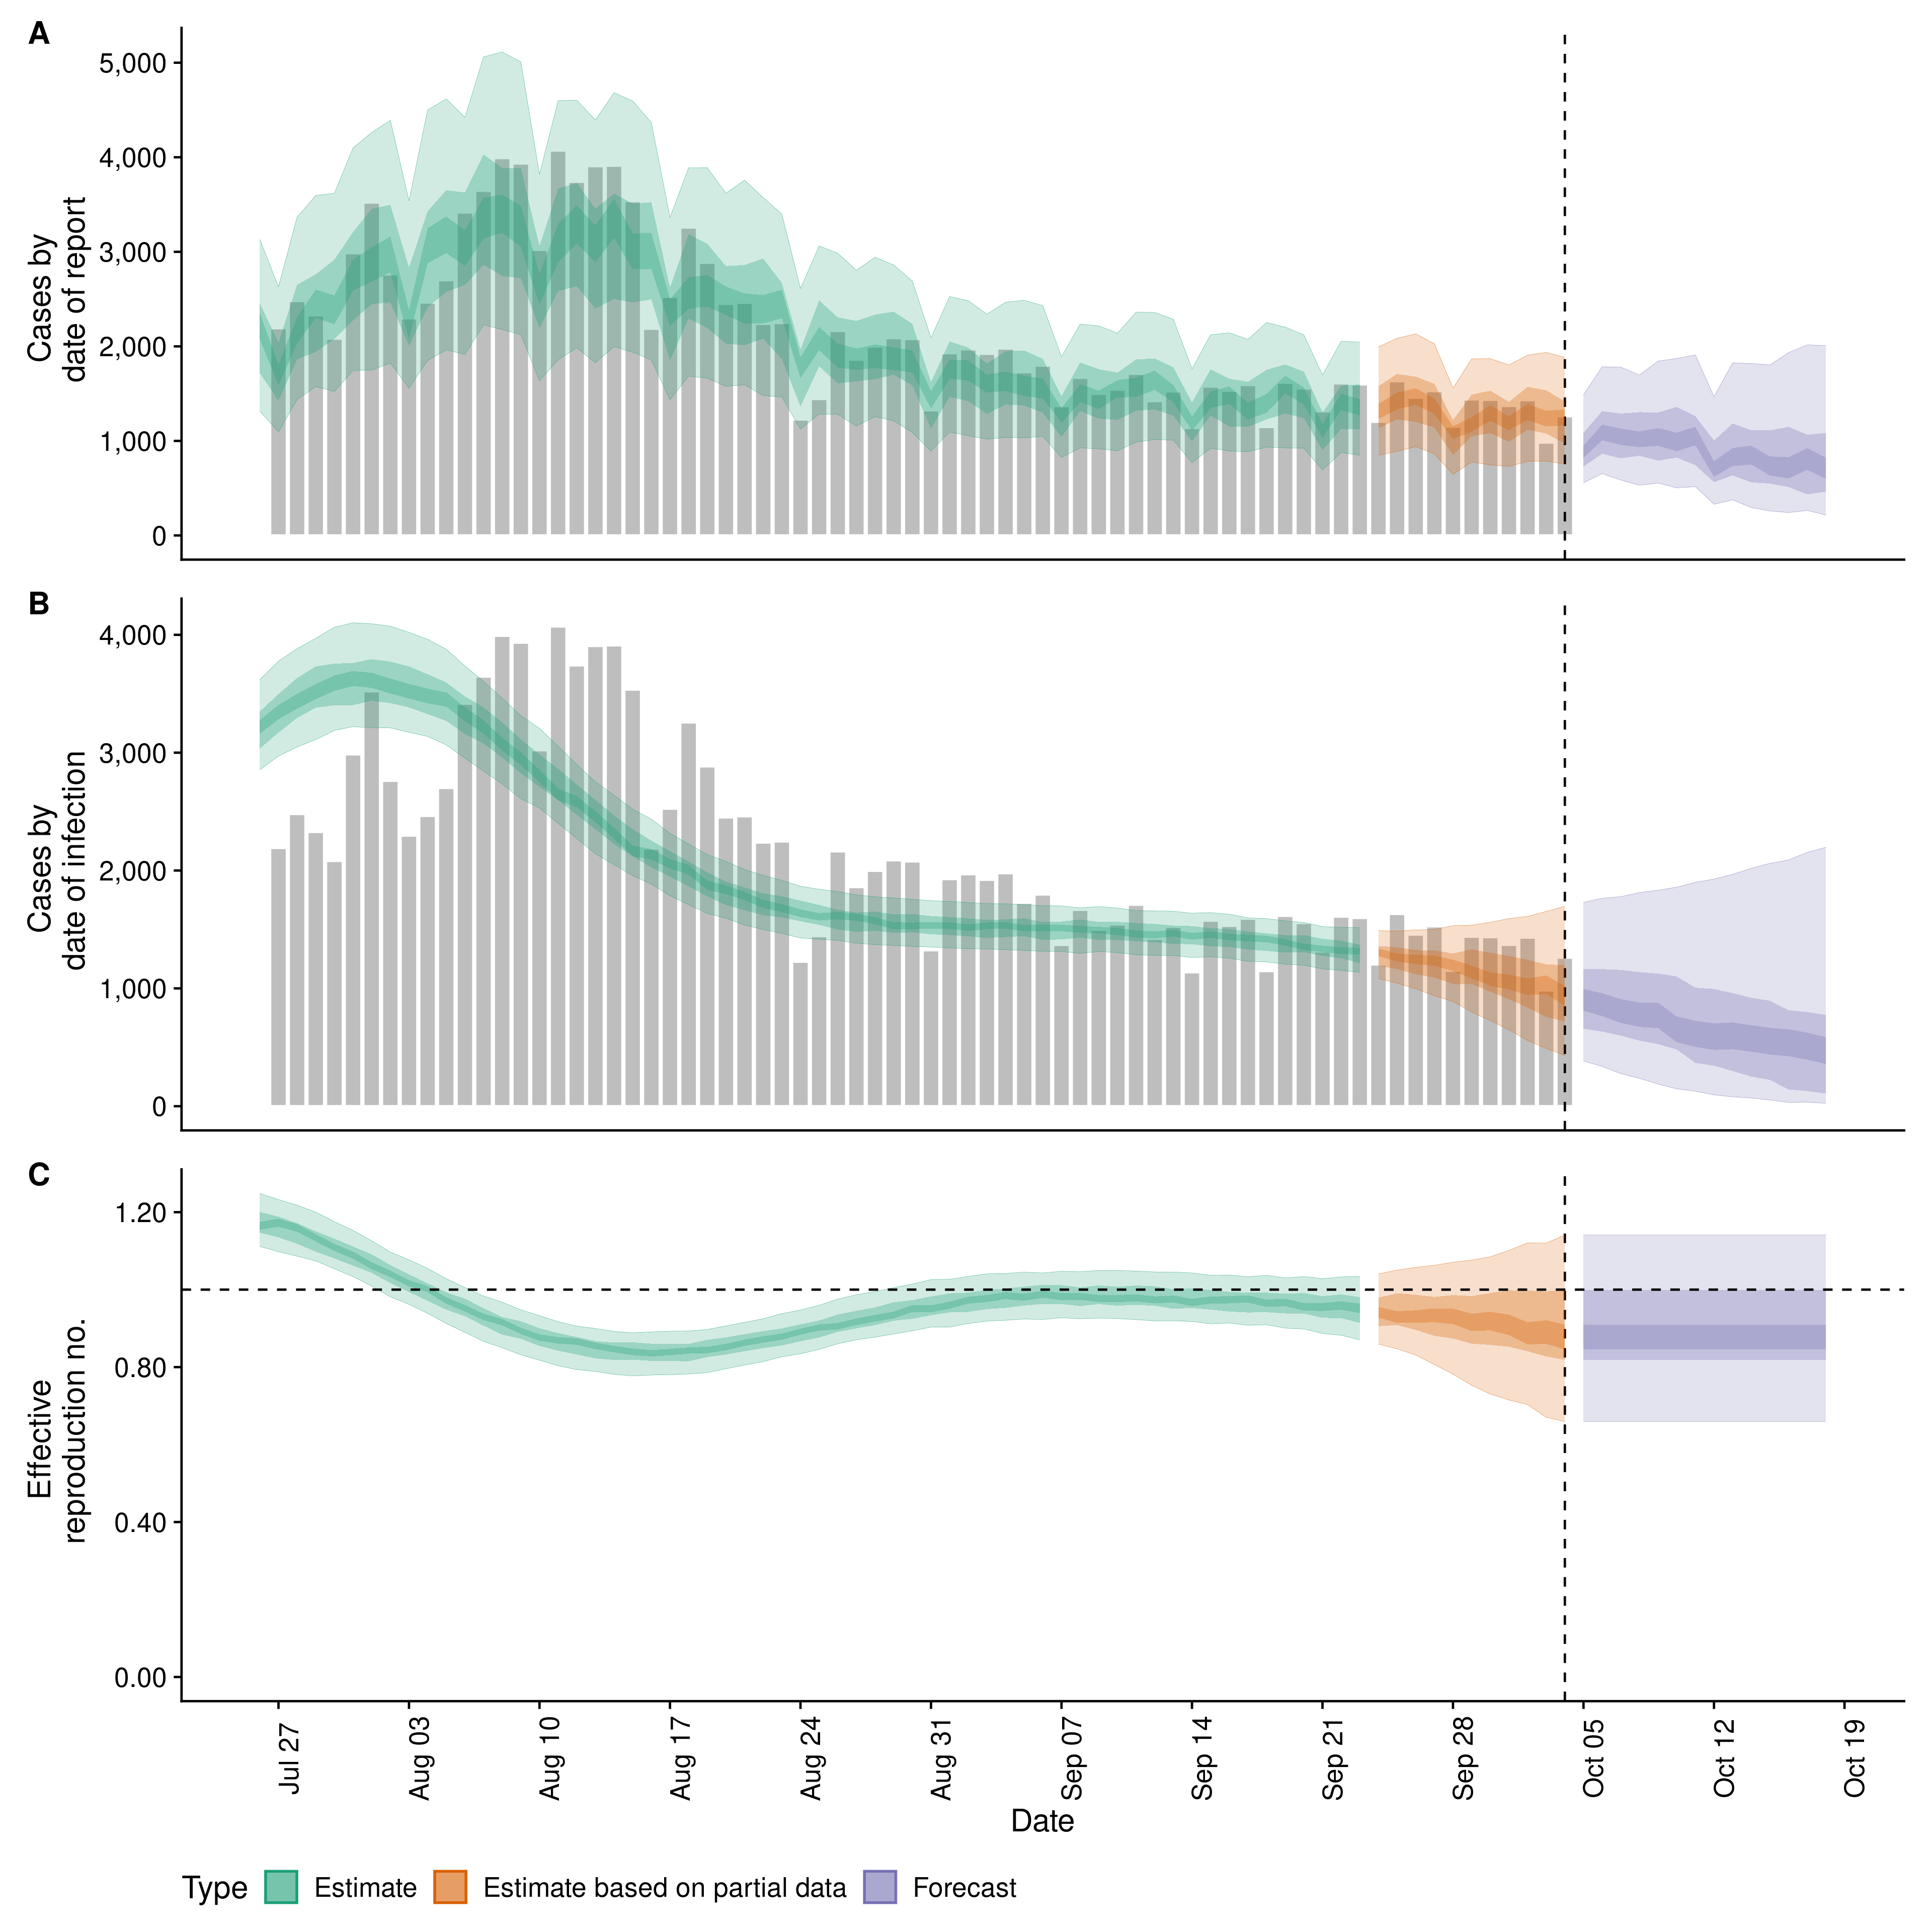 A
Cases by
date of report
5,000
4,000
3,000
2,000
1,000
0
B
Cases by
date of infection
4,000
3,000
2,000
1,000
0
C
Effective
reproduction no.
1.20
0.80
0.40
0.00
Jul 27
Aug 03
Aug 10
Aug 17
Aug 24
Aug 31
Sep 07
Sep 14
Sep 21
Sep 28
Oct 05
Oct 12
Oct 19
Date
Type Estimate Estimate based on partial data Forecast